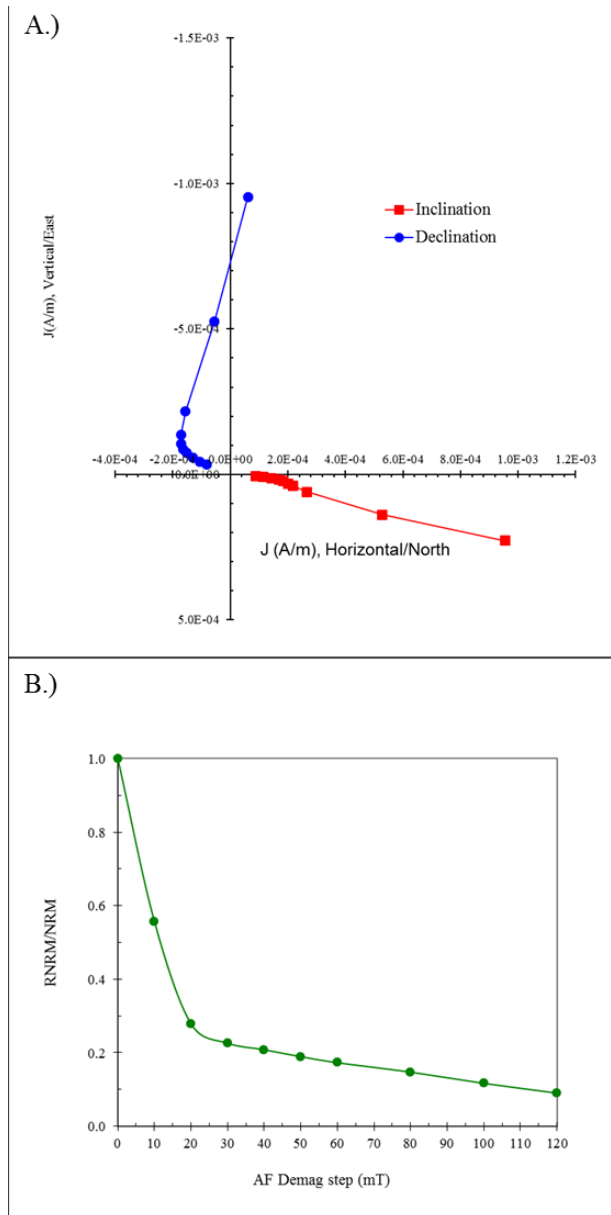 A.)
-1.5E-03
-1.0E-03
-5.0E-04
J(A/m), Vertical/East
Inclination
Declination
-4.0E-04 -2.0E-04 0.0E+00 2.0E-04 4.0E-04 6.0E-04 8.0E-04 1.0E-03 1.2E-03
J (A/m), Horizontal/North
5.0E-04
B.)
1.0
0.8
0.6
0.4
0.2
0.0
RNRM/NRM
0 10 20 30 40 50 60 70 80 90 100 110 120
AF Demag step (mT)